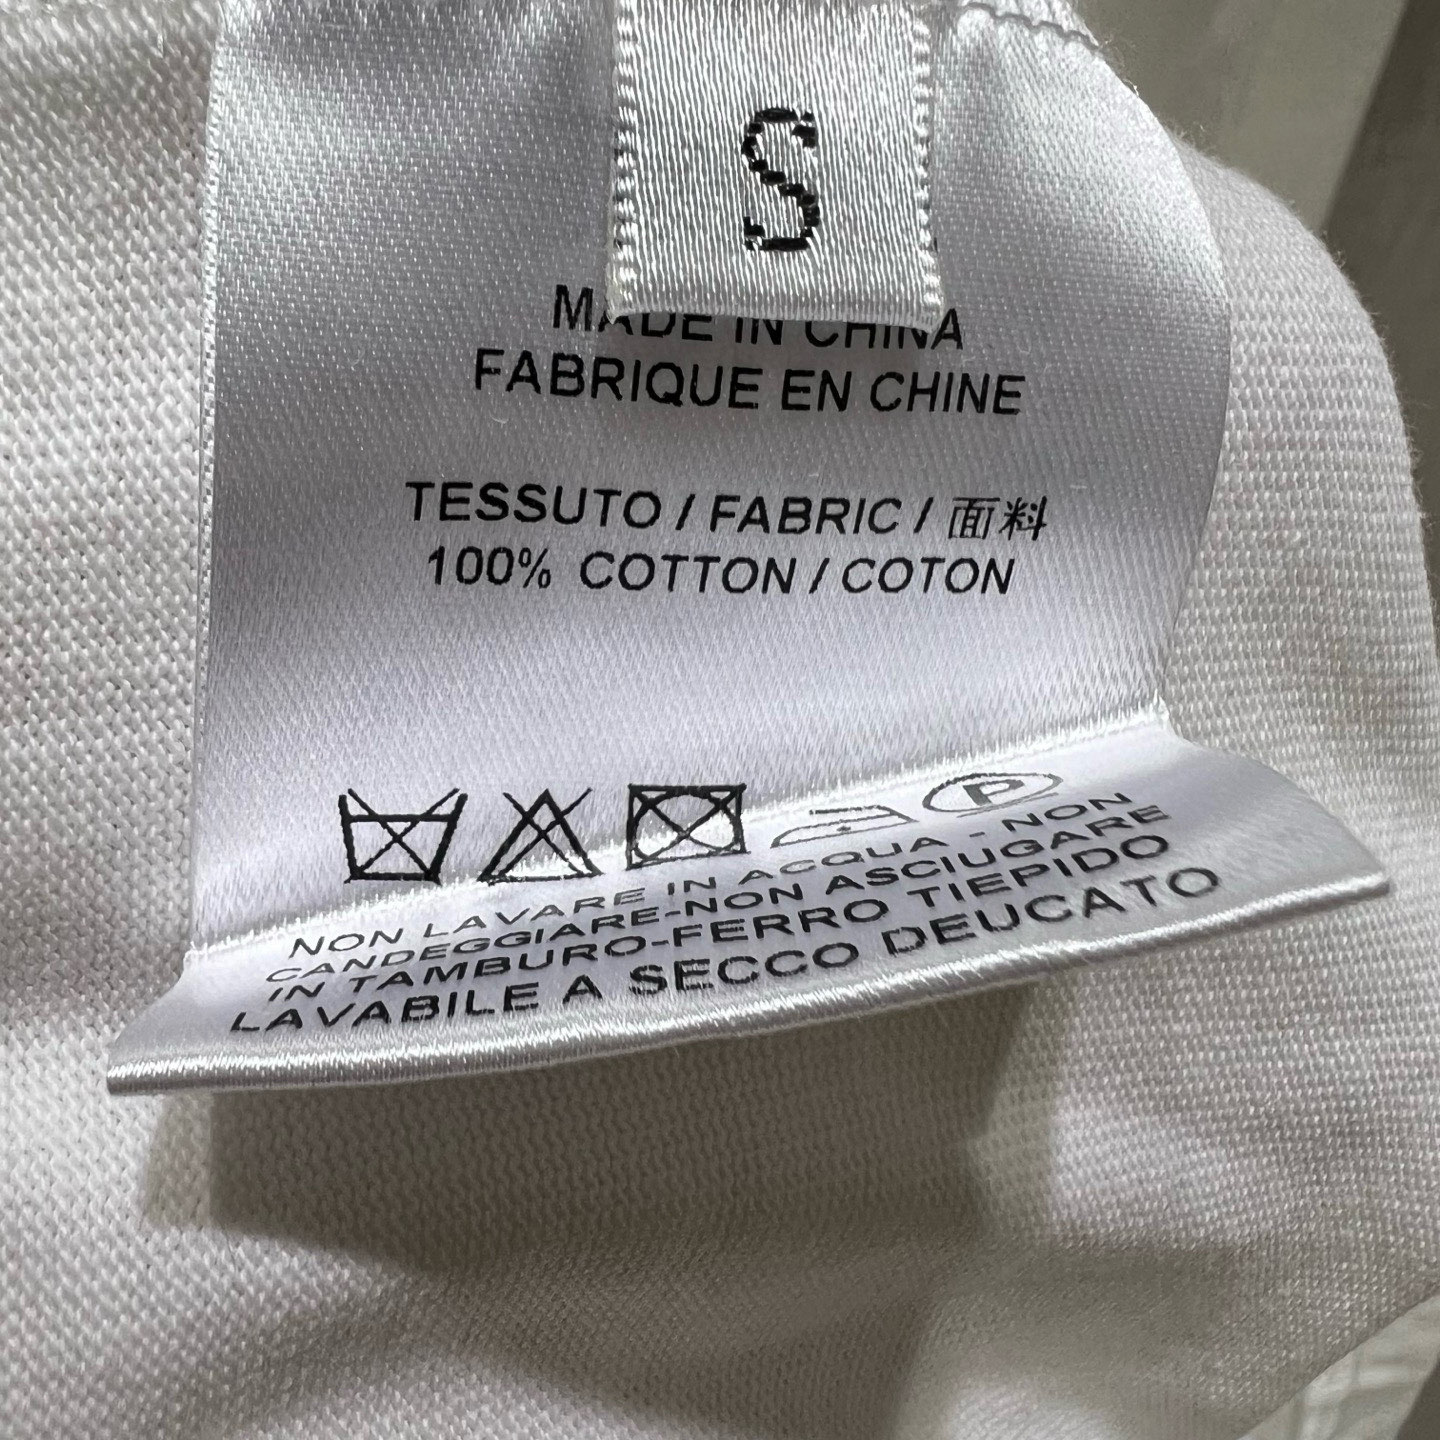 S
MADE IN CHINA
FABRIQUE EN CHINE
TESSUTO / FABRIC / 面料
100% COTTON / COTON
P
NON LAVARE IN ACQUA - NON
CANDEGGIARE-NON ASCIUGARE
IN TAMBURO-FERRO TIEPIDO
LAVABILE A SECCO DEUCATO